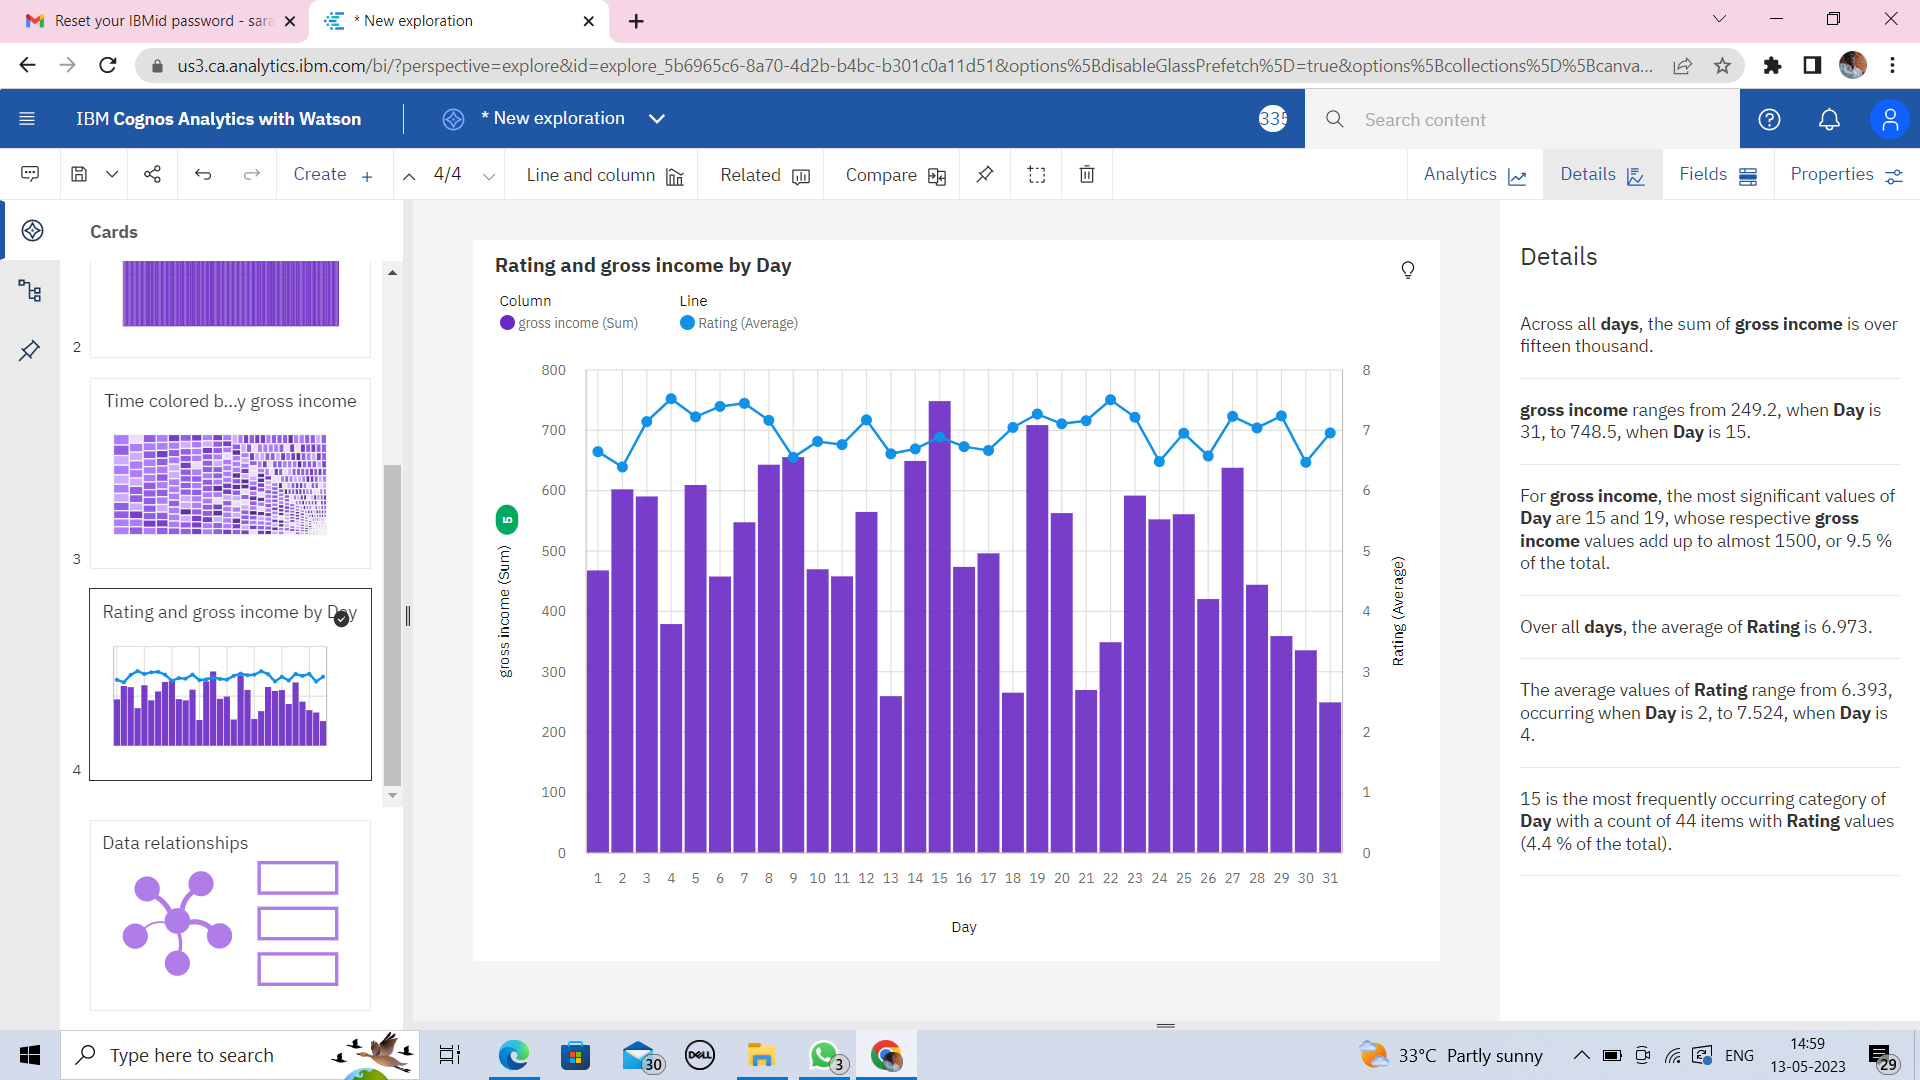 Reset your IBMid password - sara
* New exploration
us3.ca.analytics.ibm.com/bi/?perspective=explore&id=explore_5b6965c6-8a70-4d2b-b4bc-b301c0a11d51&options%5BdisableGlassPrefetch%5D=true&options%5Bcollections%5D%5Bcanva...
IBM Cognos Analytics with Watson
* New exploration
335
Search content
Create
4/4
Line and column
Related
Compare
Analytics
Details
Fields
Properties
Cards
2
Time colored b...y gross income
3
Rating and gross income by Day
4
Data relationships
Rating and gross income by Day
Column
Line
gross income (Sum)
Rating (Average)
800
700
600
500
400
300
200
100
0
gross income (Sum)
5
8
7
6
5
4
3
2
1
0
Rating (Average)
1 2 3 4 5 6 7 8 9 10 11 12 13 14 15 16 17 18 19 20 21 22 23 24 25 26 27 28 29 30 31
Day
Details
Across all days, the sum of gross income is over
fifteen thousand.
gross income ranges from 249.2, when Day is
31, to 748.5, when Day is 15.
For gross income, the most significant values of
Day are 15 and 19, whose respective gross
income values add up to almost 1500, or 9.5 %
of the total.
Over all days, the average of Rating is 6.973.
The average values of Rating range from 6.393,
occurring when Day is 2, to 7.524, when Day is
4.
15 is the most frequently occurring category of
Day with a count of 44 items with Rating values
(4.4 % of the total).
Type here to search
30
DELL
3
33°C Partly sunny
ENG
14:59
13-05-2023
29